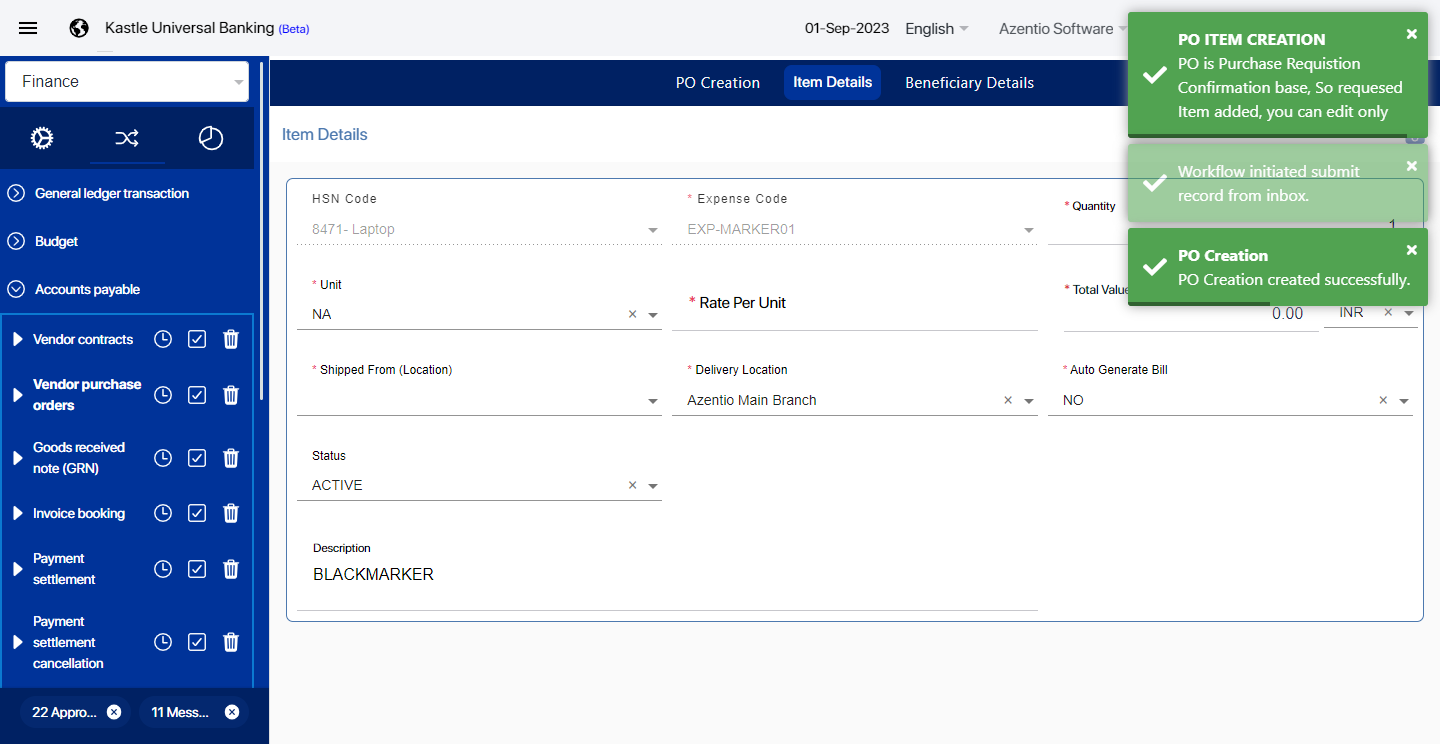 Kastle Universal Banking (Beta)
01-Sep-2023
English
Azentio Software
Finance
General ledger transaction
Budget
Accounts payable
Vendor contracts
Vendor purchase
orders
Goods received
note (GRN)
Invoice booking
Payment
settlement
Payment
settlement
cancellation
22 Appro...
11 Mess...
PO Creation
Item Details
Beneficiary Details
Item Details
HSN Code
8471- Laptop
* Expense Code
EXP-MARKER01
* Quantity
1
* Unit
NA
* Rate Per Unit
* Total Value
0.00
INR
* Shipped From (Location)
* Delivery Location
Azentio Main Branch
* Auto Generate Bill
NO
Status
ACTIVE
Description
BLACKMARKER
PO ITEM CREATION
PO is Purchase Requistion
Confirmation base, So requesed
Item added, you can edit only
Workflow initiated submit
record from inbox.
PO Creation
PO Creation created successfully.